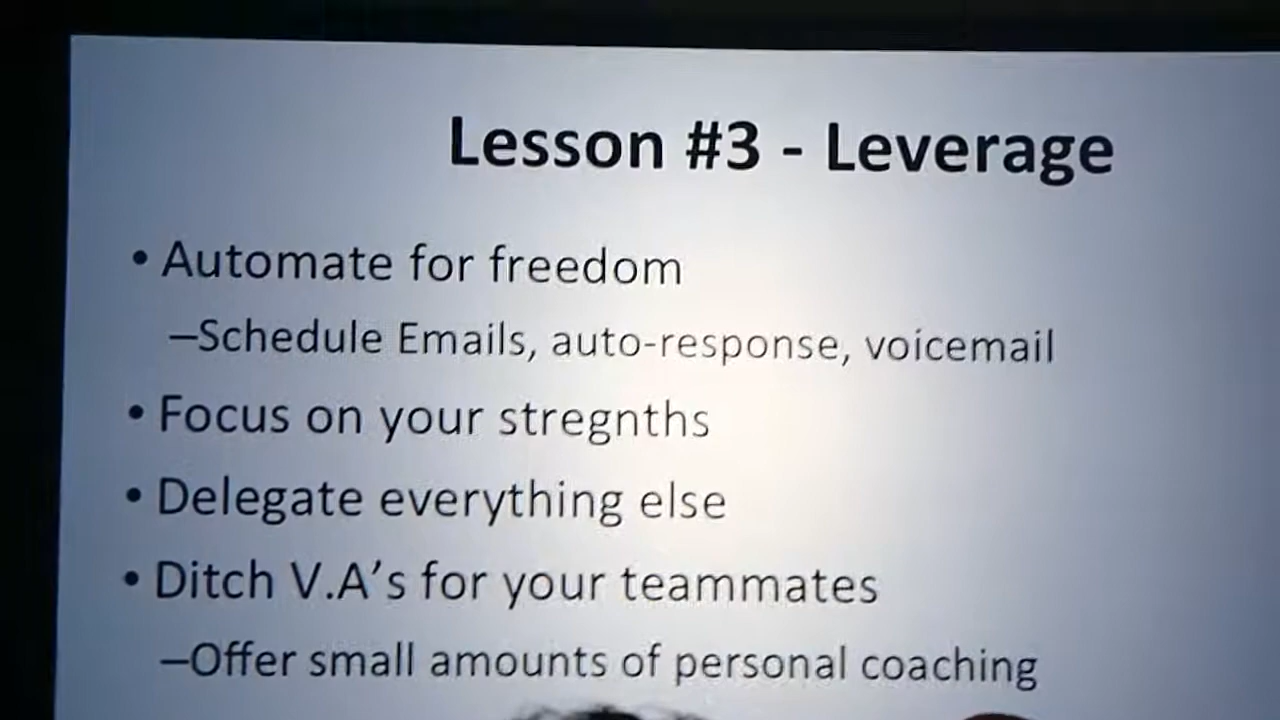 Lesson #3 - Leverage
• Automate for freedom
–Schedule Emails, auto-response, voicemail
• Focus on your stregnths
• Delegate everything else
• Ditch V.A’s for your teammates
–Offer small amounts of personal coaching